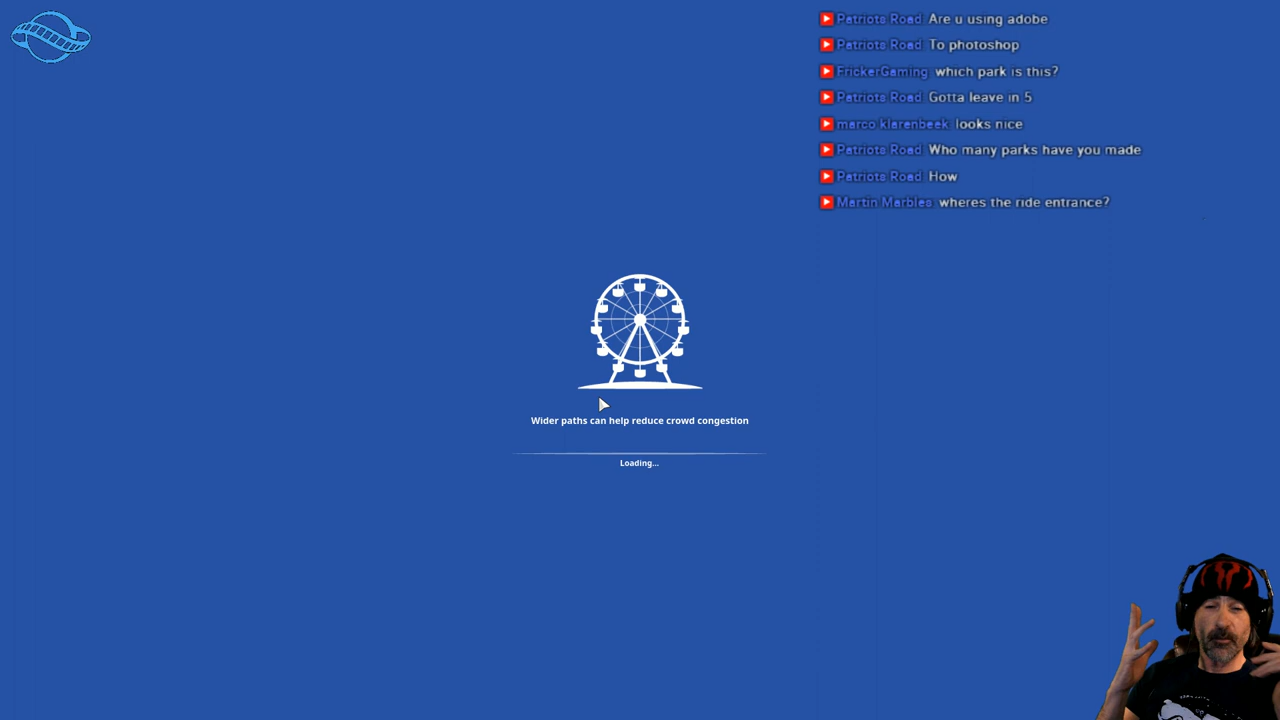 Patriots Road Are u using adobe
Patriots Road To photoshop
FrickerGaming which park is this?
Patriots Road Gotta leave in 5
marco klarenbeek looks nice
Patriots Road Who many parks have you made
Patriots Road How
Martin Marbles wheres the ride entrance?
Wider paths can help reduce crowd congestion
Loading...